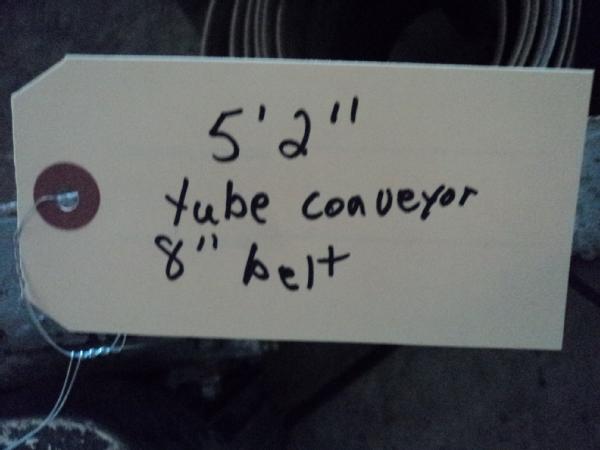 5'2"
tube conveyor
8" belt